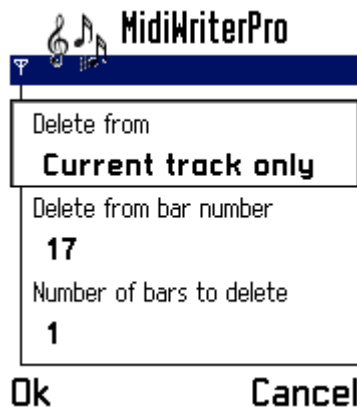 MidiWriterPro
Delete from
Current track only
Delete from bar number
17
Number of bars to delete
1
Ok Cancel